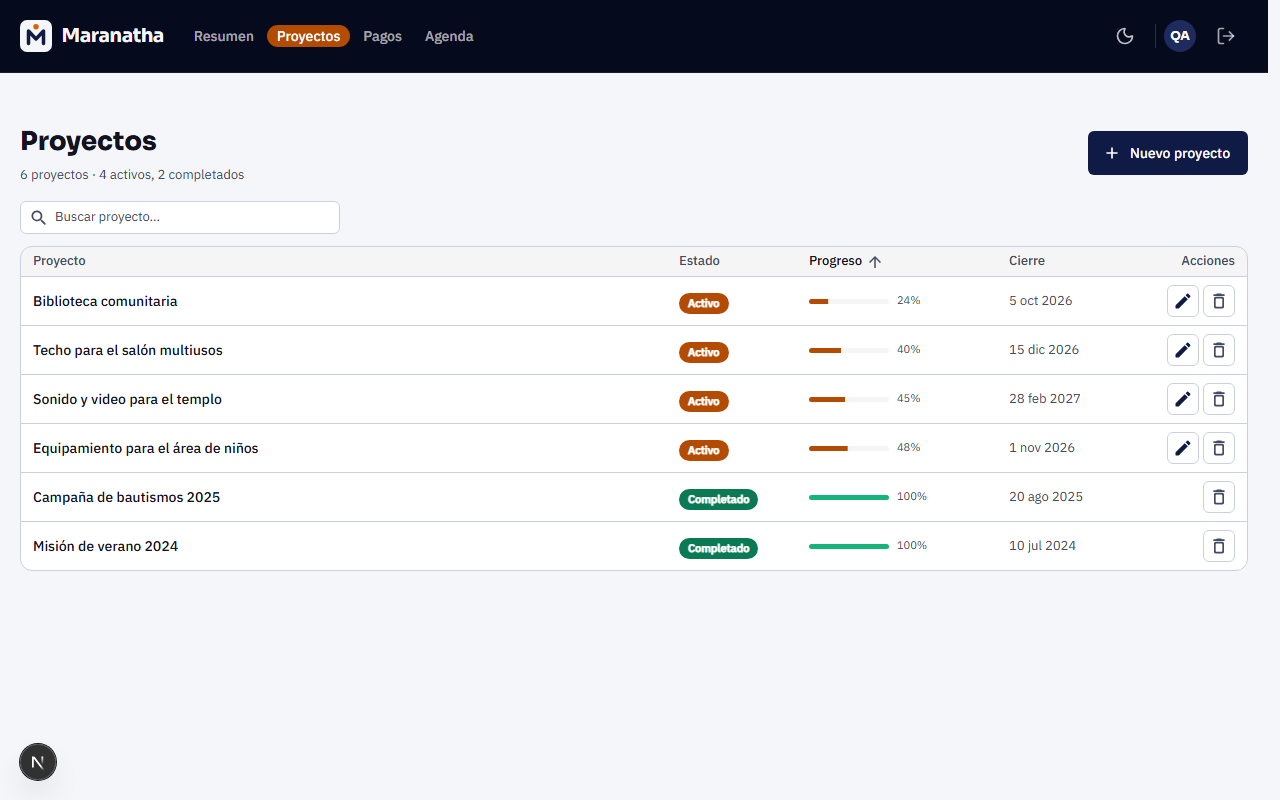 Maranatha Resumen Proyectos Pagos Agenda QA
Proyectos
6 proyectos · 4 activos, 2 completados
+ Nuevo proyecto
Buscar proyecto...
Proyecto Estado Progreso Cierre Acciones
Biblioteca comunitaria Activo 24% 5 oct 2026
Techo para el salón multiusos Activo 40% 15 dic 2026
Sonido y video para el templo Activo 45% 28 feb 2027
Equipamiento para el área de niños Activo 48% 1 nov 2026
Campaña de bautismos 2025 Completado 100% 20 ago 2025
Misión de verano 2024 Completado 100% 10 jul 2024
N